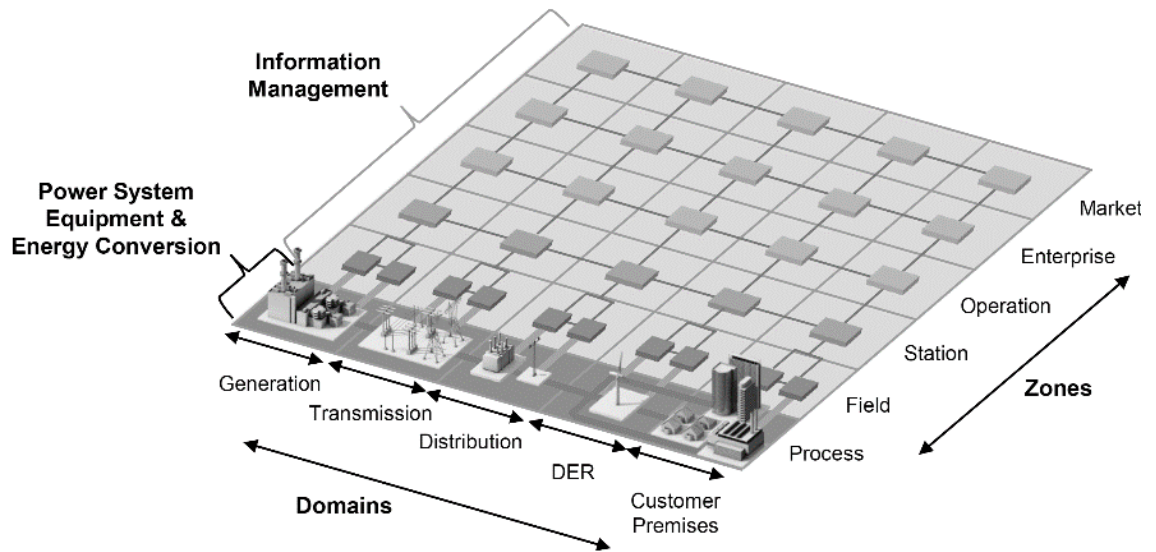 Information
Management
Power System
Equipment &
Energy Conversion
Market
Enterprise
Operation
Station
Field
Process
Zones
Generation
Transmission
Distribution
DER
Customer
Premises
Domains